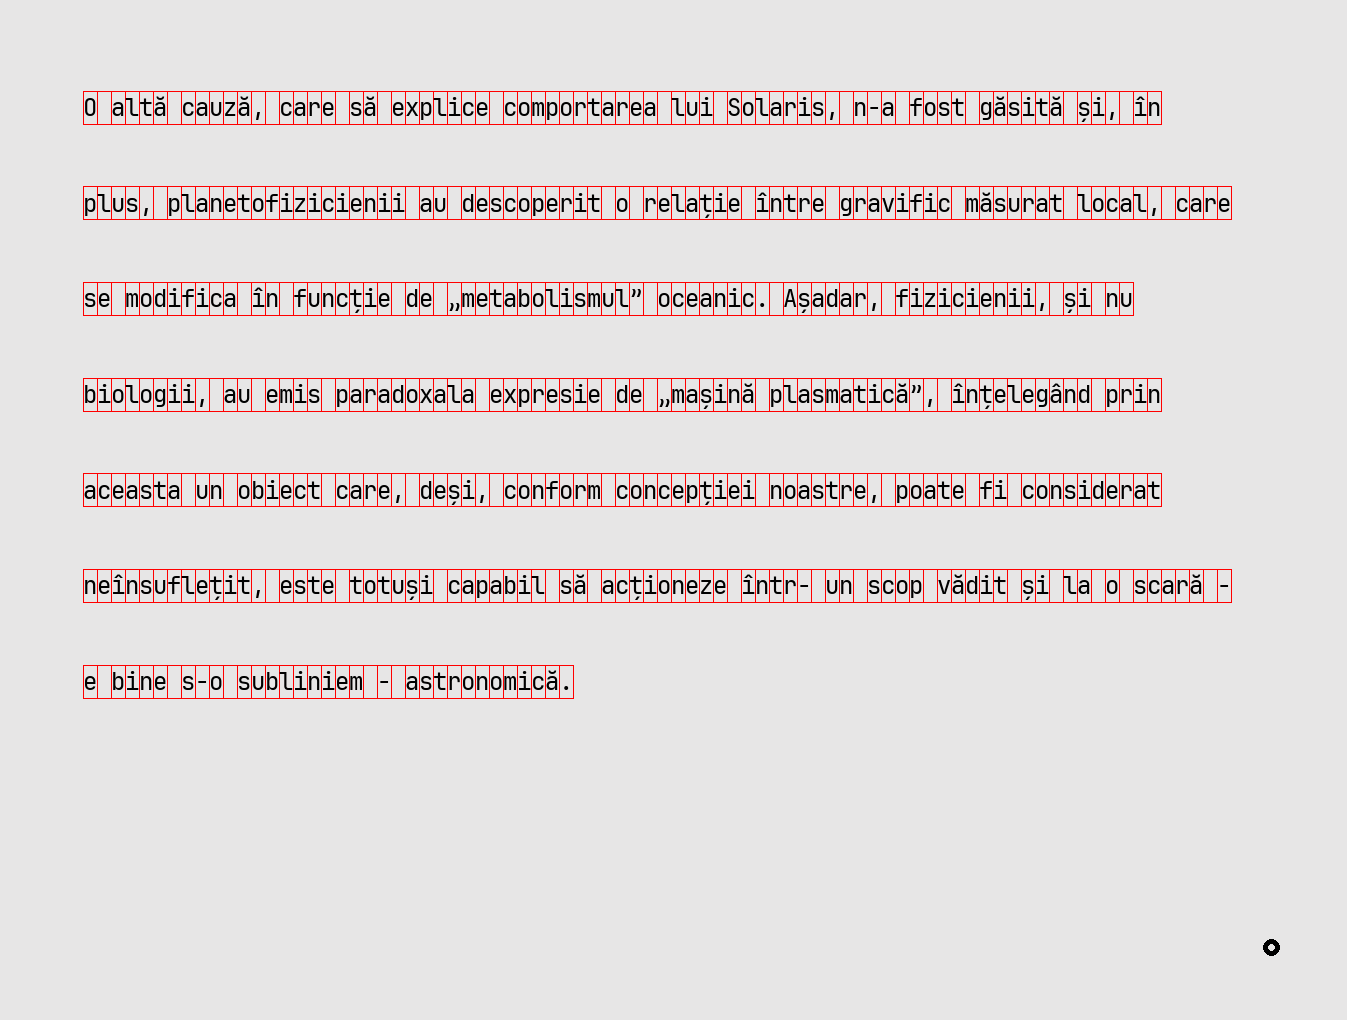 O altă cauză, care să explice comportarea lui Solaris, n-a fost găsită și, în
plus, planetofizicienii au descoperit o relație între gravific măsurat local, care
se modifica în funcție de „metabolismul” oceanic. Așadar, fizicienii, și nu
biologii, au emis paradoxala expresie de „mașină plasmatică”, înțelegând prin
aceasta un obiect care, deși, conform concepției noastre, poate fi considerat
neînsuflețit, este totuși capabil să acționeze într- un scop vădit și la o scară -
e bine s-o subliniem - astronomică.